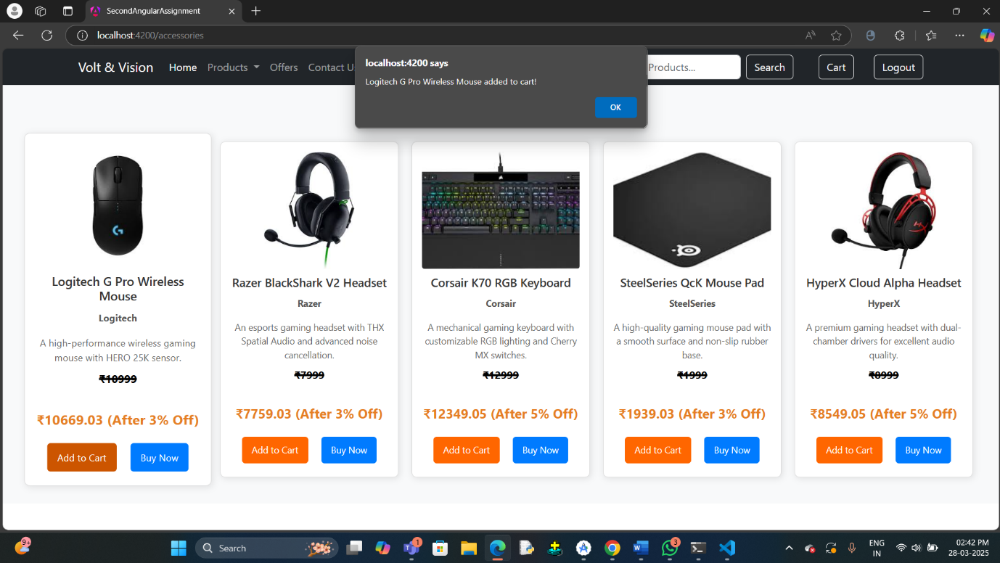 SecondAngularAssignment
localhost:4200/accessories
Volt & Vision Home Products Offers Contact U Products... Search Cart Logout
localhost:4200 says
Logitech G Pro Wireless Mouse added to cart!
OK
Logitech G Pro Wireless
Mouse
Logitech
A high-performance wireless gaming
mouse with HERO 25K sensor.
₹10999
₹10669.03 (After 3% Off)
Add to Cart Buy Now
Razer BlackShark V2 Headset
Razer
An esports gaming headset with THX
Spatial Audio and advanced noise
cancellation.
₹7999
₹7759.03 (After 3% Off)
Add to Cart Buy Now
Corsair K70 RGB Keyboard
Corsair
A mechanical gaming keyboard with
customizable RGB lighting and Cherry
MX switches.
₹12999
₹12349.05 (After 5% Off)
Add to Cart Buy Now
SteelSeries QcK Mouse Pad
SteelSeries
A high-quality gaming mouse pad with
a smooth surface and non-slip rubber
base.
₹1999
₹1939.03 (After 3% Off)
Add to Cart Buy Now
HyperX Cloud Alpha Headset
HyperX
A premium gaming headset with dual-
chamber drivers for excellent audio
quality.
₹8999
₹8549.05 (After 5% Off)
Add to Cart Buy Now
9+
Search
1
3
ENG
IN
02:42 PM
28-03-2025